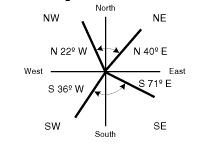 North
NW NE
N 22º W N 40º E
West East
S 36º W S 71º E
SW SE
South